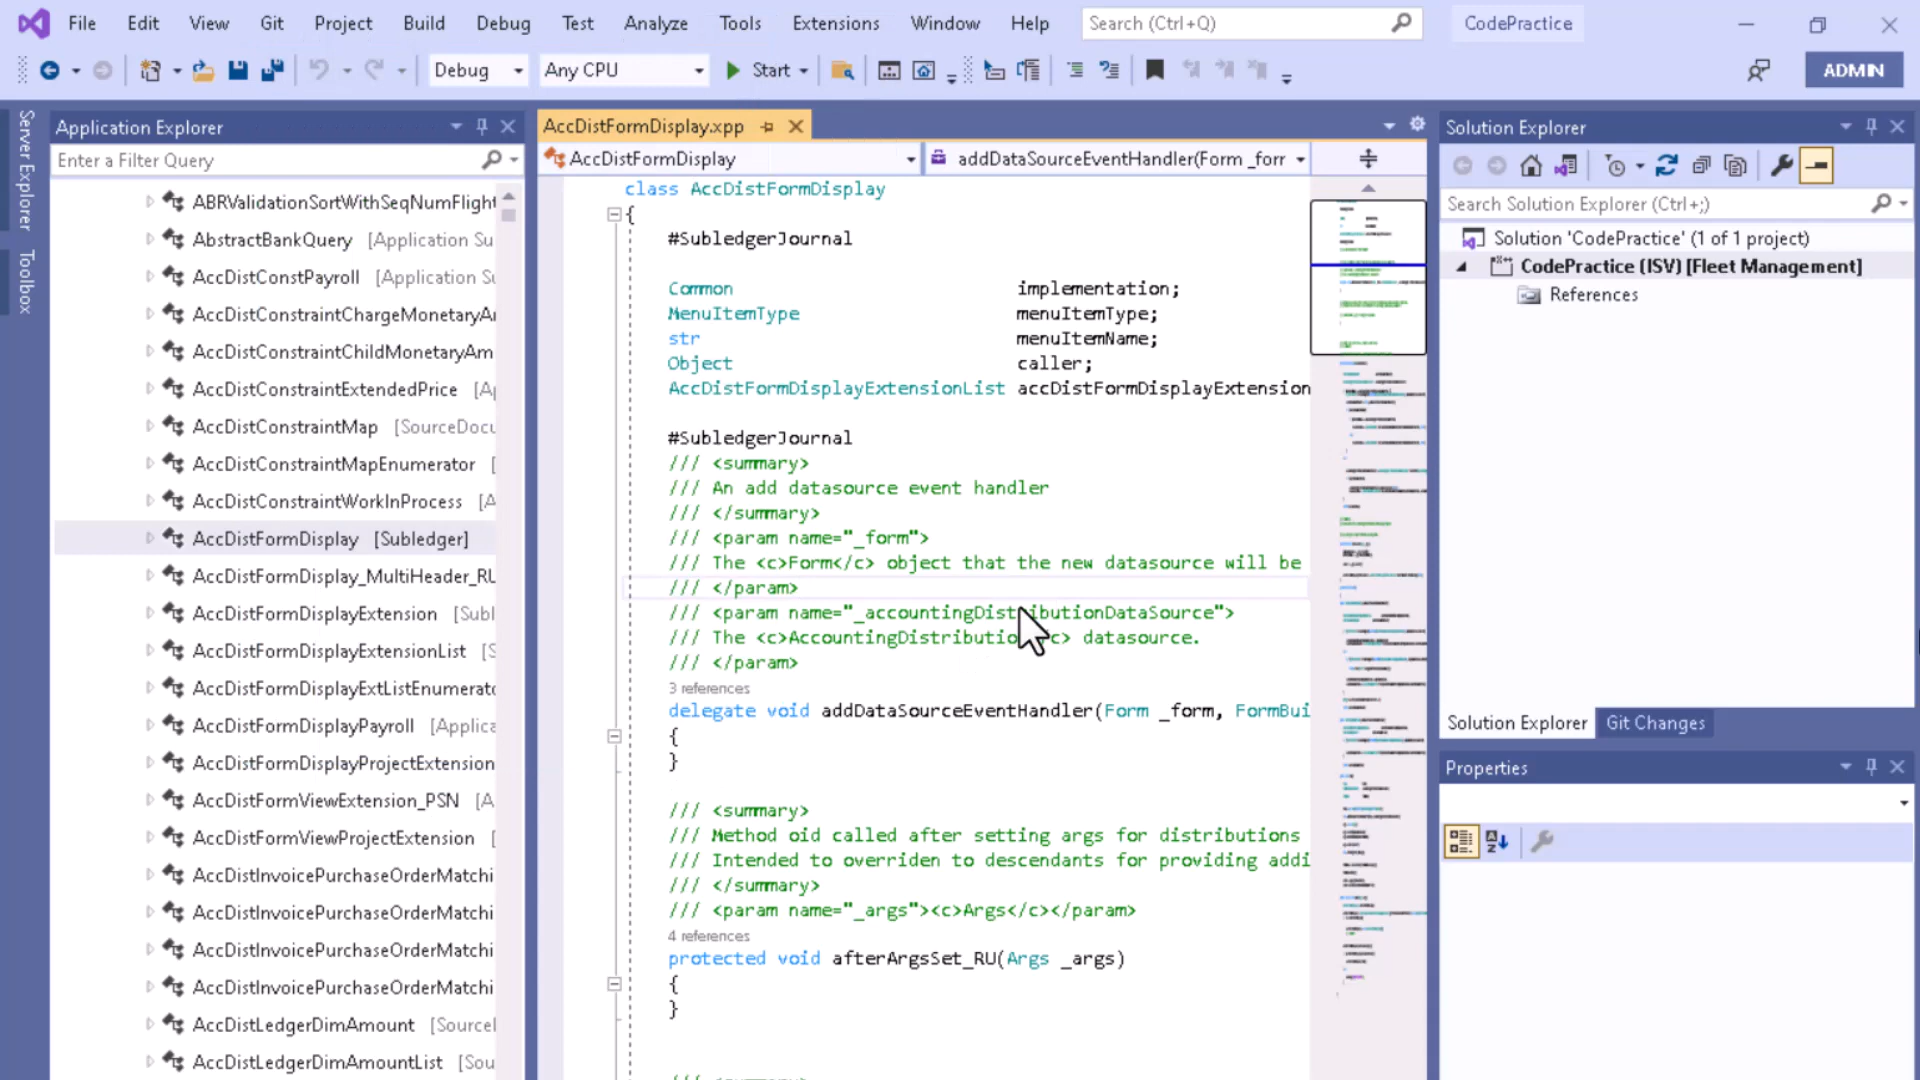 File Edit View Git Project Build Debug Test Analyze Tools Extensions Window Help Search (Ctrl+Q) CodePractice
Debug Any CPU Start ADMIN
Server Explorer
Toolbox
Application Explorer
Enter a Filter Query
ABRValidationSortWithSeqNumFlight
AbstractBankQuery [Application Su
AccDistConstPayroll [Application Su
AccDistConstraintChargeMonetaryAr
AccDistConstraintChildMonetaryAm
AccDistConstraintExtendedPrice [Ap
AccDistConstraintMap [SourceDocu
AccDistConstraintMapEnumerator [
AccDistConstraintWorkInProcess [A
AccDistFormDisplay [Subledger]
AccDistFormDisplay_MultiHeader_RU
AccDistFormDisplayExtension [Subl
AccDistFormDisplayExtensionList [S
AccDistFormDisplayExtListEnumerato
AccDistFormDisplayPayroll [Applica
AccDistFormDisplayProjectExtension
AccDistFormViewExtension_PSN [A
AccDistFormViewProjectExtension [
AccDistInvoicePurchaseOrderMatchi
AccDistInvoicePurchaseOrderMatchi
AccDistInvoicePurchaseOrderMatchi
AccDistInvoicePurchaseOrderMatchi
AccDistLedgerDimAmount [Sourcel
AccDistLedgerDimAmountList [Sou
AccDistFormDisplay.xpp
AccDistFormDisplay addDataSourceEventHandler(Form _forr
class AccDistFormDisplay
{
#SubledgerJournal
Common implementation;
MenuItemType menuItemType;
str menuItemName;
Object caller;
AccDistFormDisplayExtensionList accDistFormDisplayExtension
#SubledgerJournal
/// <summary>
/// An add datasource event handler
/// </summary>
/// <param name="_form">
/// The <c>Form</c> object that the new datasource will be
/// </param>
/// <param name="_accountingDistributionDataSource">
/// The <c>AccountingDistributio c> datasource.
/// </param>
3 references
delegate void addDataSourceEventHandler(Form _form, FormBui
{
}
/// <summary>
/// Method oid called after setting args for distributions
/// Intended to overriden to descendants for providing addi
/// </summary>
/// <param name="_args"><c>Args</c></param>
4 references
protected void afterArgsSet_RU(Args _args)
{
}
Solution Explorer
Search Solution Explorer (Ctrl+;)
Solution 'CodePractice' (1 of 1 project)
CodePractice (ISV) [Fleet Management]
References
Solution Explorer Git Changes
Properties